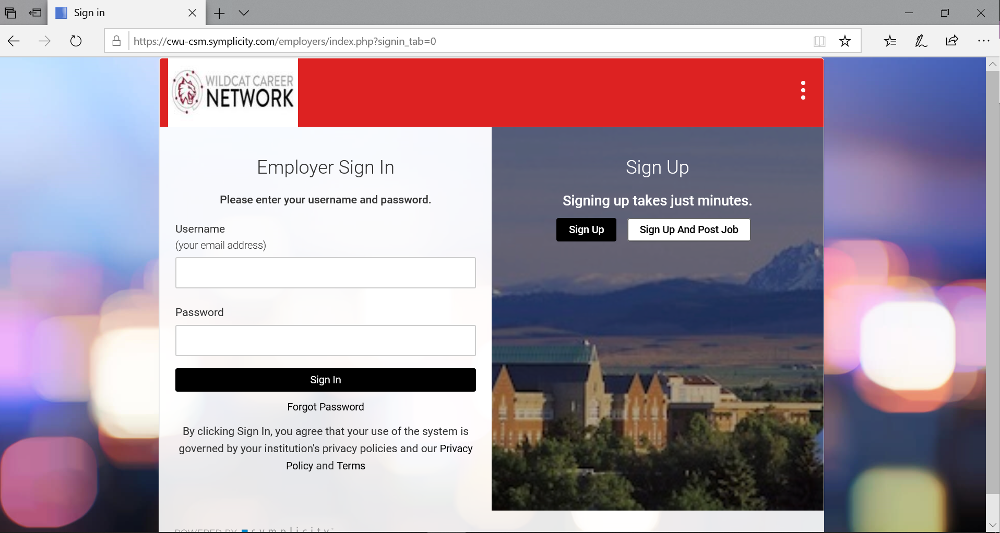 Sign in
https://cwu-csm.symplicity.com/employers/index.php?signin_tab=0
WILDCAT CAREER
NETWORK
Employer Sign In
Please enter your username and password.
Username
(your email address)
Password
Sign In
Forgot Password
By clicking Sign In, you agree that your use of the system is
governed by your institution's privacy policies and our Privacy
Policy and Terms
Sign Up
Signing up takes just minutes.
Sign Up
Sign Up And Post Job
POWERED BY symplicity